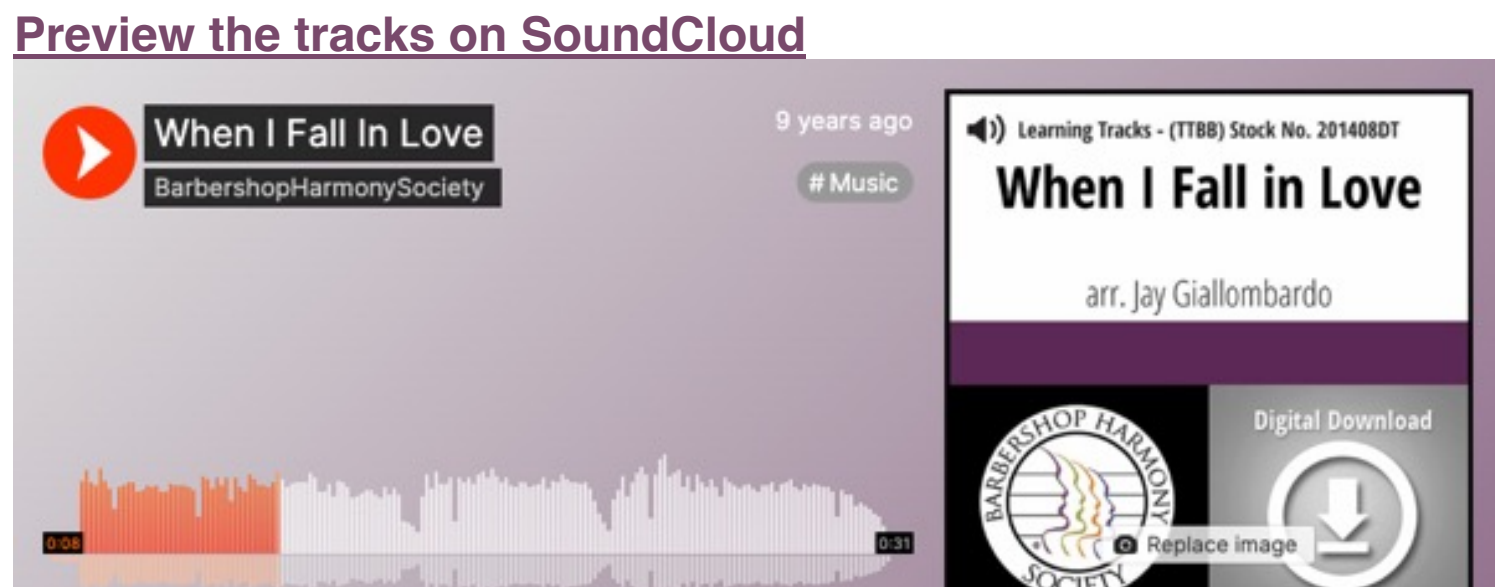 Preview the tracks on SoundCloud
When I Fall In Love
BarbershopHarmonySociety
9 years ago
# Music
0:08
0:31
Learning Tracks - (TTBB) Stock No. 201408DT
When I Fall in Love
arr. Jay Giallombardo
BARBERSHOP HARMONY SOCIETY
Digital Download
Replace image